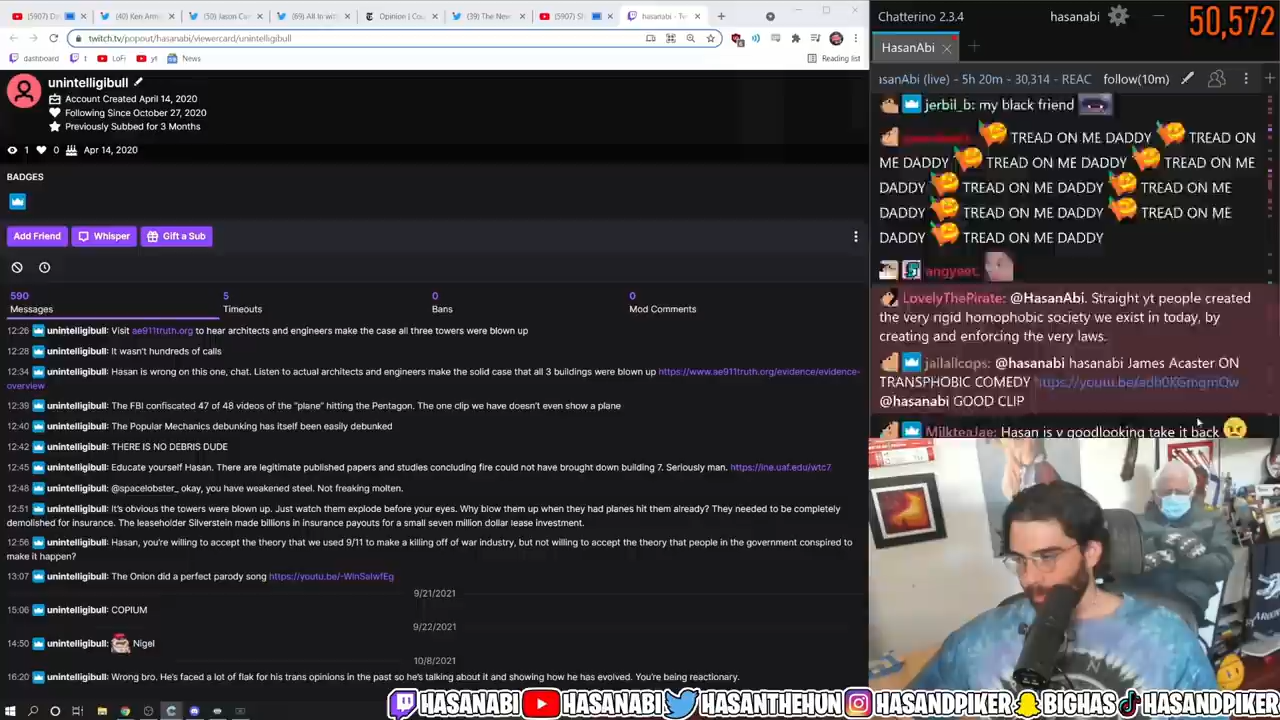 (5907) D
(40) Ken Arm
(50) Jason Cur
(69) All In with
Opinion | Co
(39) The New
(5907) S
hasanabi - Tw
twitch.tv/popout/hasanabi/viewercard/unintelligibull
dashboard
t
LoFi
yt
News
Reading list
unintelligibull
Account Created April 14, 2020
Following Since October 27, 2020
Previously Subbed for 3 Months
1 0 Apr 14, 2020
BADGES
Add Friend
Whisper
Gift a Sub
590
Messages
5
Timeouts
0
Bans
0
Mod Comments
12:26 unintelligibull: Visit ae911truth.org to hear architects and engineers make the case all three towers were blown up
12:28 unintelligibull: It wasn't hundreds of calls
12:34 unintelligibull: Hasan is wrong on this one, chat. Listen to actual architects and engineers make the solid case that all 3 buildings were blown up https://www.ae911truth.org/evidence/evidence-
overview
12:39 unintelligibull: The FBI confiscated 47 of 48 videos of the "plane" hitting the Pentagon. The one clip we have doesn't even show a plane
12:40 unintelligibull: The Popular Mechanics debunking has itself been easily debunked
12:42 unintelligibull: THERE IS NO DEBRIS DUDE
12:45 unintelligibull: Educate yourself Hasan. There are legitimate published papers and studies concluding fire could not have brought down building 7. Seriously man. https://ine.uaf.edu/wtc7
12:48 unintelligibull: @spacelobster_ okay, you have weakened steel. Not freaking molten.
12:51 unintelligibull: It's obvious the towers were blown up. Just watch them explode before your eyes. Why blow them up when they had planes hit them already? They needed to be completely
demolished for insurance. The leaseholder Silverstein made billions in insurance payouts for a small seven million dollar lease investment.
12:56 unintelligibull: Hasan, you're willing to accept the theory that we used 9/11 to make a killing off of war industry, but not willing to accept the theory that people in the government conspired to
make it happen?
13:07 unintelligibull: The Onion did a perfect parody song https://youtu.be/-WlnSalwfEg
9/21/2021
15:06 unintelligibull: COPIUM
9/22/2021
14:50 unintelligibull: Nigel
10/8/2021
16:20 unintelligibull: Wrong bro. He's faced a lot of flak for his trans opinions in the past so he's talking about it and showing how he has evolved. You're being reactionary.
Chatterino 2.3.4
hasanabi
50,572
HasanAbi
asanAbi (live) - 5h 20m - 30,314 - REAC
follow(10m)
jerbil_b: my black friend
TREAD ON ME DADDY TREAD ON
ME DADDY TREAD ON ME DADDY TREAD ON ME
DADDY TREAD ON ME DADDY TREAD ON ME
DADDY TREAD ON ME DADDY TREAD ON ME
DADDY TREAD ON ME DADDY
angyeet:
LovelyThePirate: @HasanAbi. Straight yt people created
the very rigid homophobic society we exist in today, by
creating and enforcing the very laws.
jallallcops: @hasanabi hasanabi James Acaster ON
TRANSPHOBIC COMEDY
@hasanabi GOOD CLIP
MilkteaJae: Hasan is v goodlooking take it back
HASANABI
HASANABI
HASANTHEHUN
HASANDPIKER
BIGHAS
HASANDPIKER